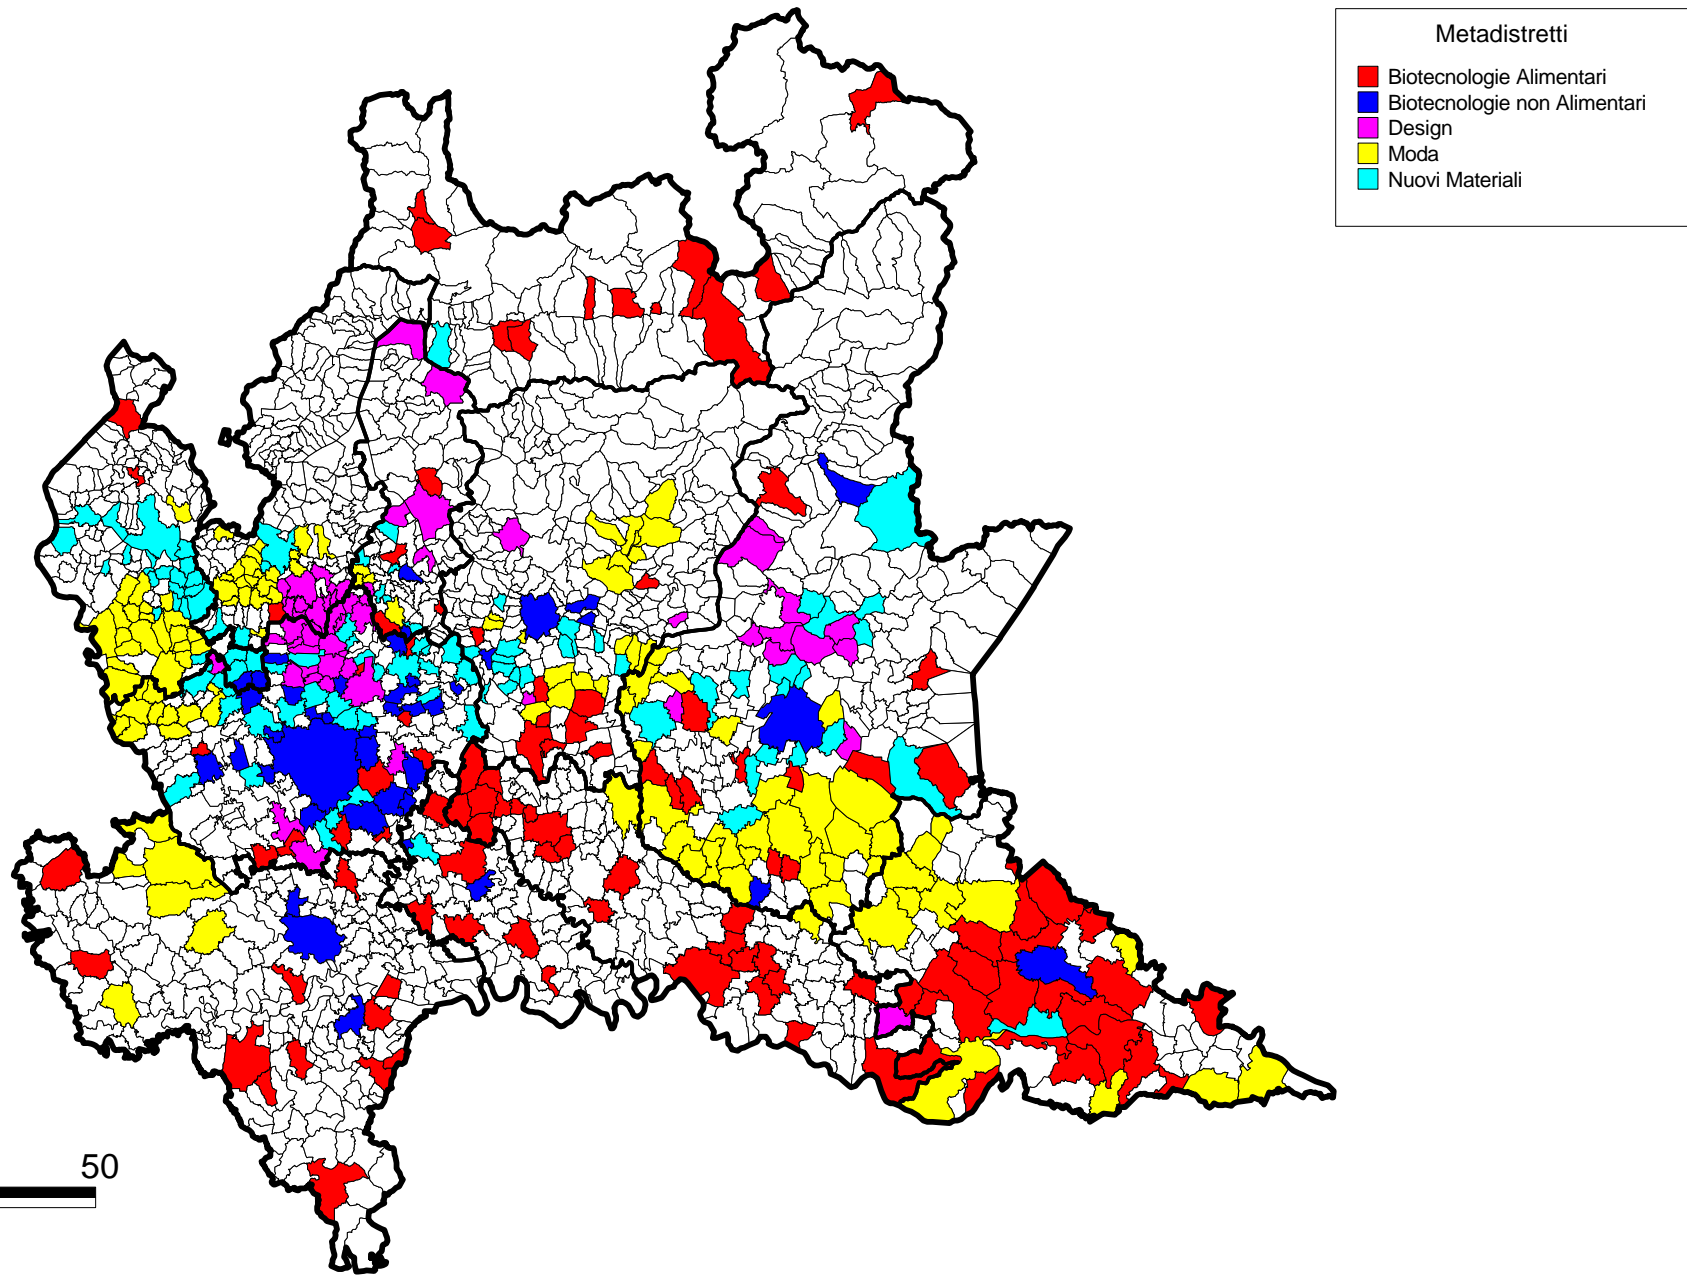 Metadistretti
Biotecnologie Alimentari
Biotecnologie non Alimentari
Design
Moda
Nuovi Materiali
50